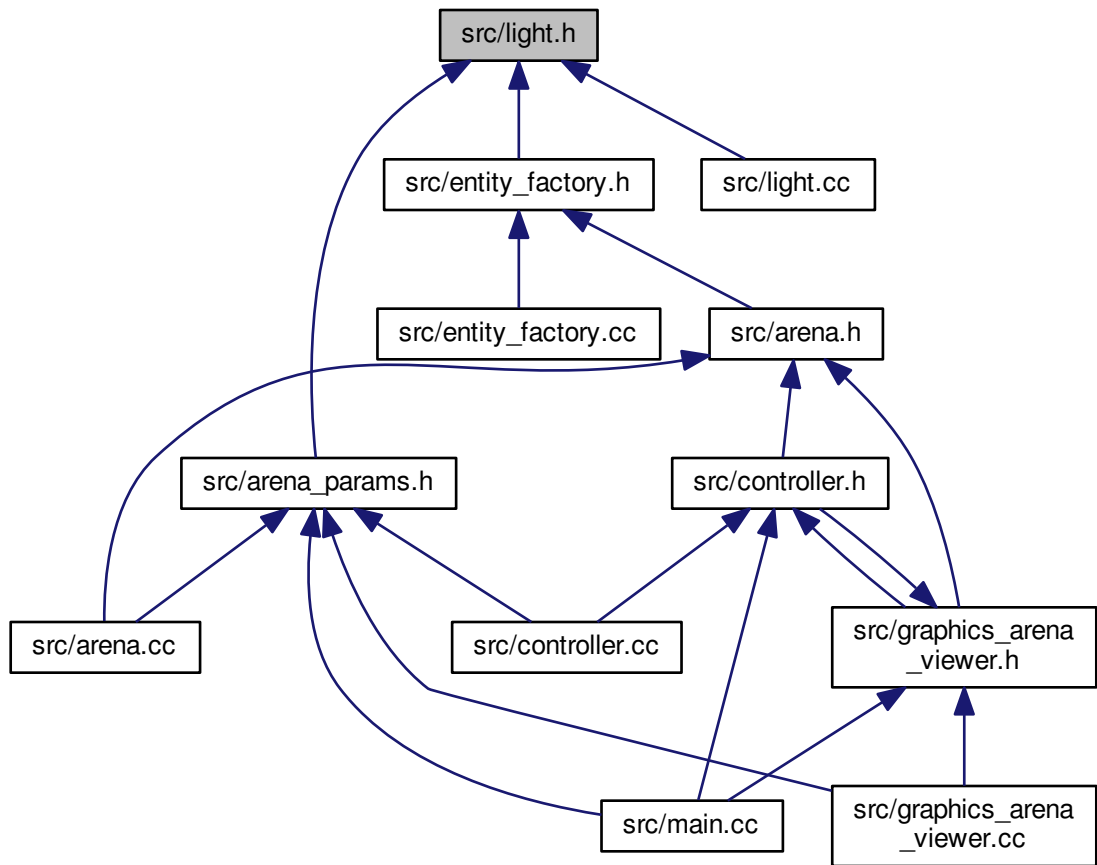 src/light.h
src/entity_factory.h
src/light.cc
src/entity_factory.cc
src/arena.h
src/arena_params.h
src/controller.h
src/arena.cc
src/controller.cc
src/graphics_arena
_viewer.h
src/main.cc
src/graphics_arena
_viewer.cc